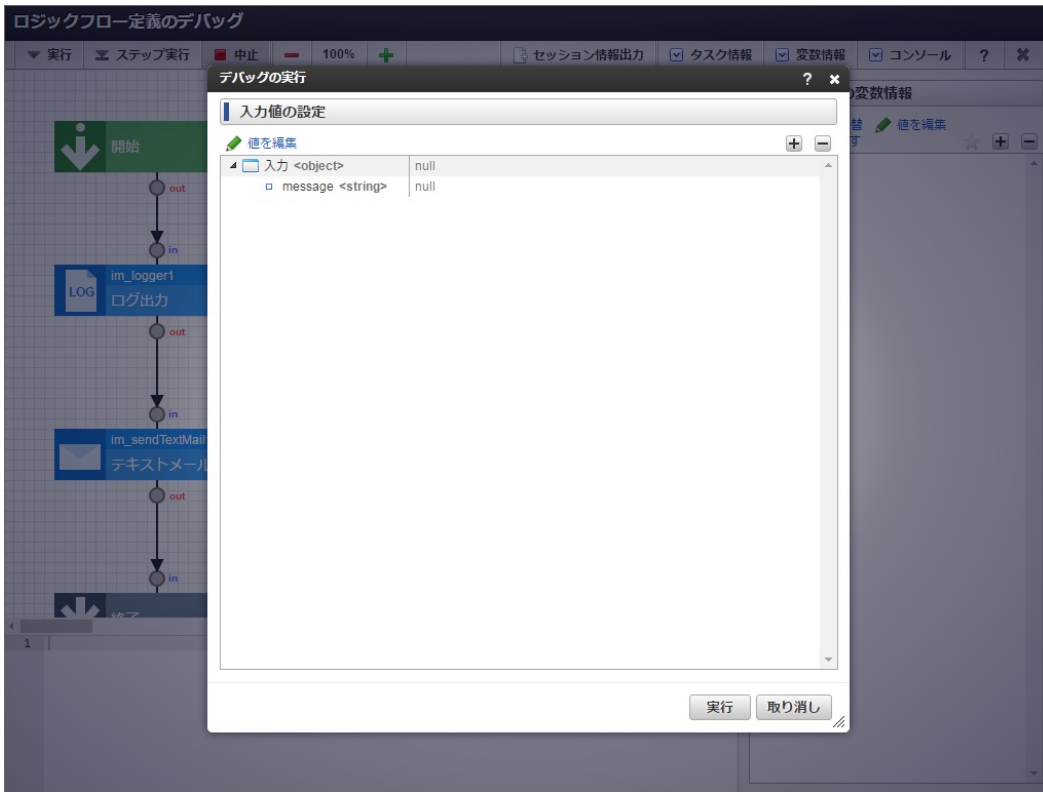 ロジックフロー定義のデバッグ
実行 ステップ実行 中止 100% セッション情報出力 タスク情報 変数情報 コンソール ?
デバッグの実行 ?
変数情報
入力値の設定
替 値を編集
す
値を編集
開始
入力 <object> null
message <string> null
out
in
im_logger1
LOG
ログ出力
out
in
im_sendTextMail
テキストメール
out
in
終了
1
実行 取り消し